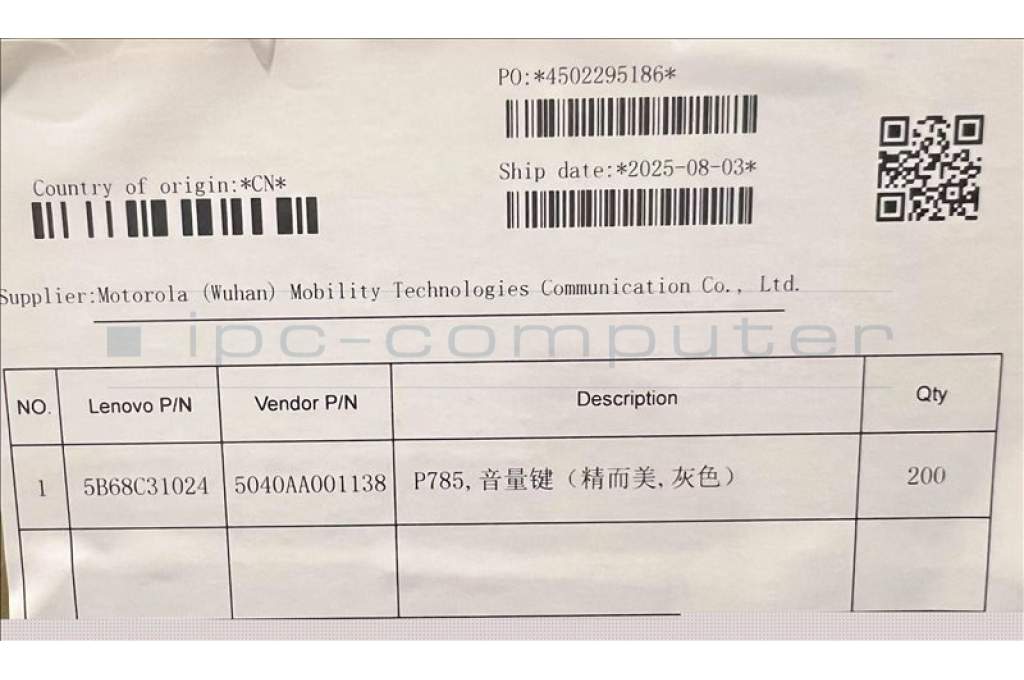 PO:*4502295186*
Ship date:*2025-08-03*
Country of origin:*CN*
Supplier:Motorola (Wuhan) Mobility Technologies Communication Co., Ltd.
ipc-computer
NO. Lenovo P/N Vendor P/N Description Qty
1 5B68C31024 5040AA001138 P785,音量键（精而美,灰色） 200